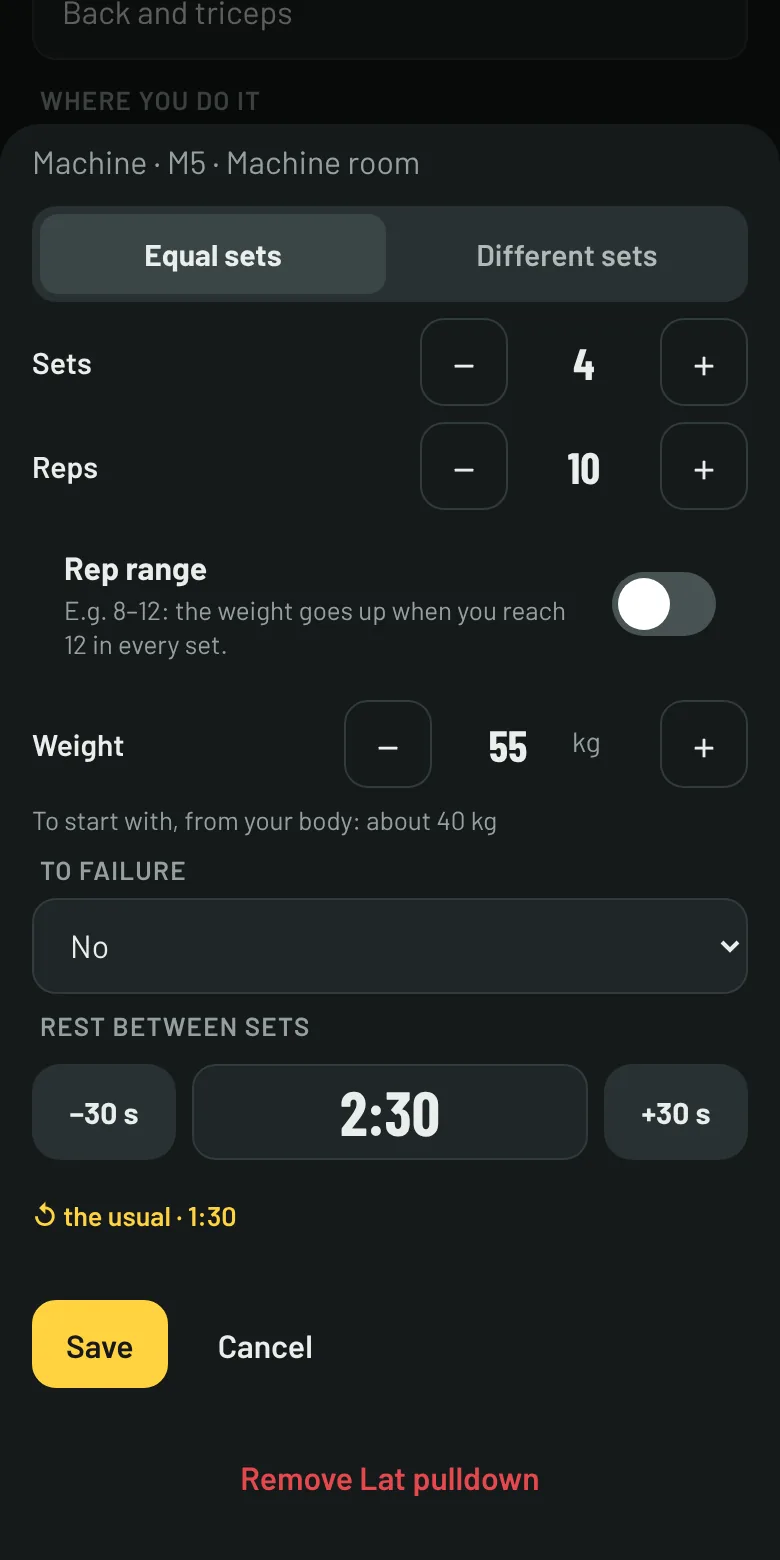 Back and triceps
WHERE YOU DO IT
Machine · M5 · Machine room
Equal sets
Different sets
Sets
−
4
+
Reps
−
10
+
Rep range
E.g. 8–12: the weight goes up when you reach
12 in every set.
Weight
−
55
kg
+
To start with, from your body: about 40 kg
TO FAILURE
No
REST BETWEEN SETS
−30 s
2:30
+30 s
↺ the usual · 1:30
Save
Cancel
Remove Lat pulldown